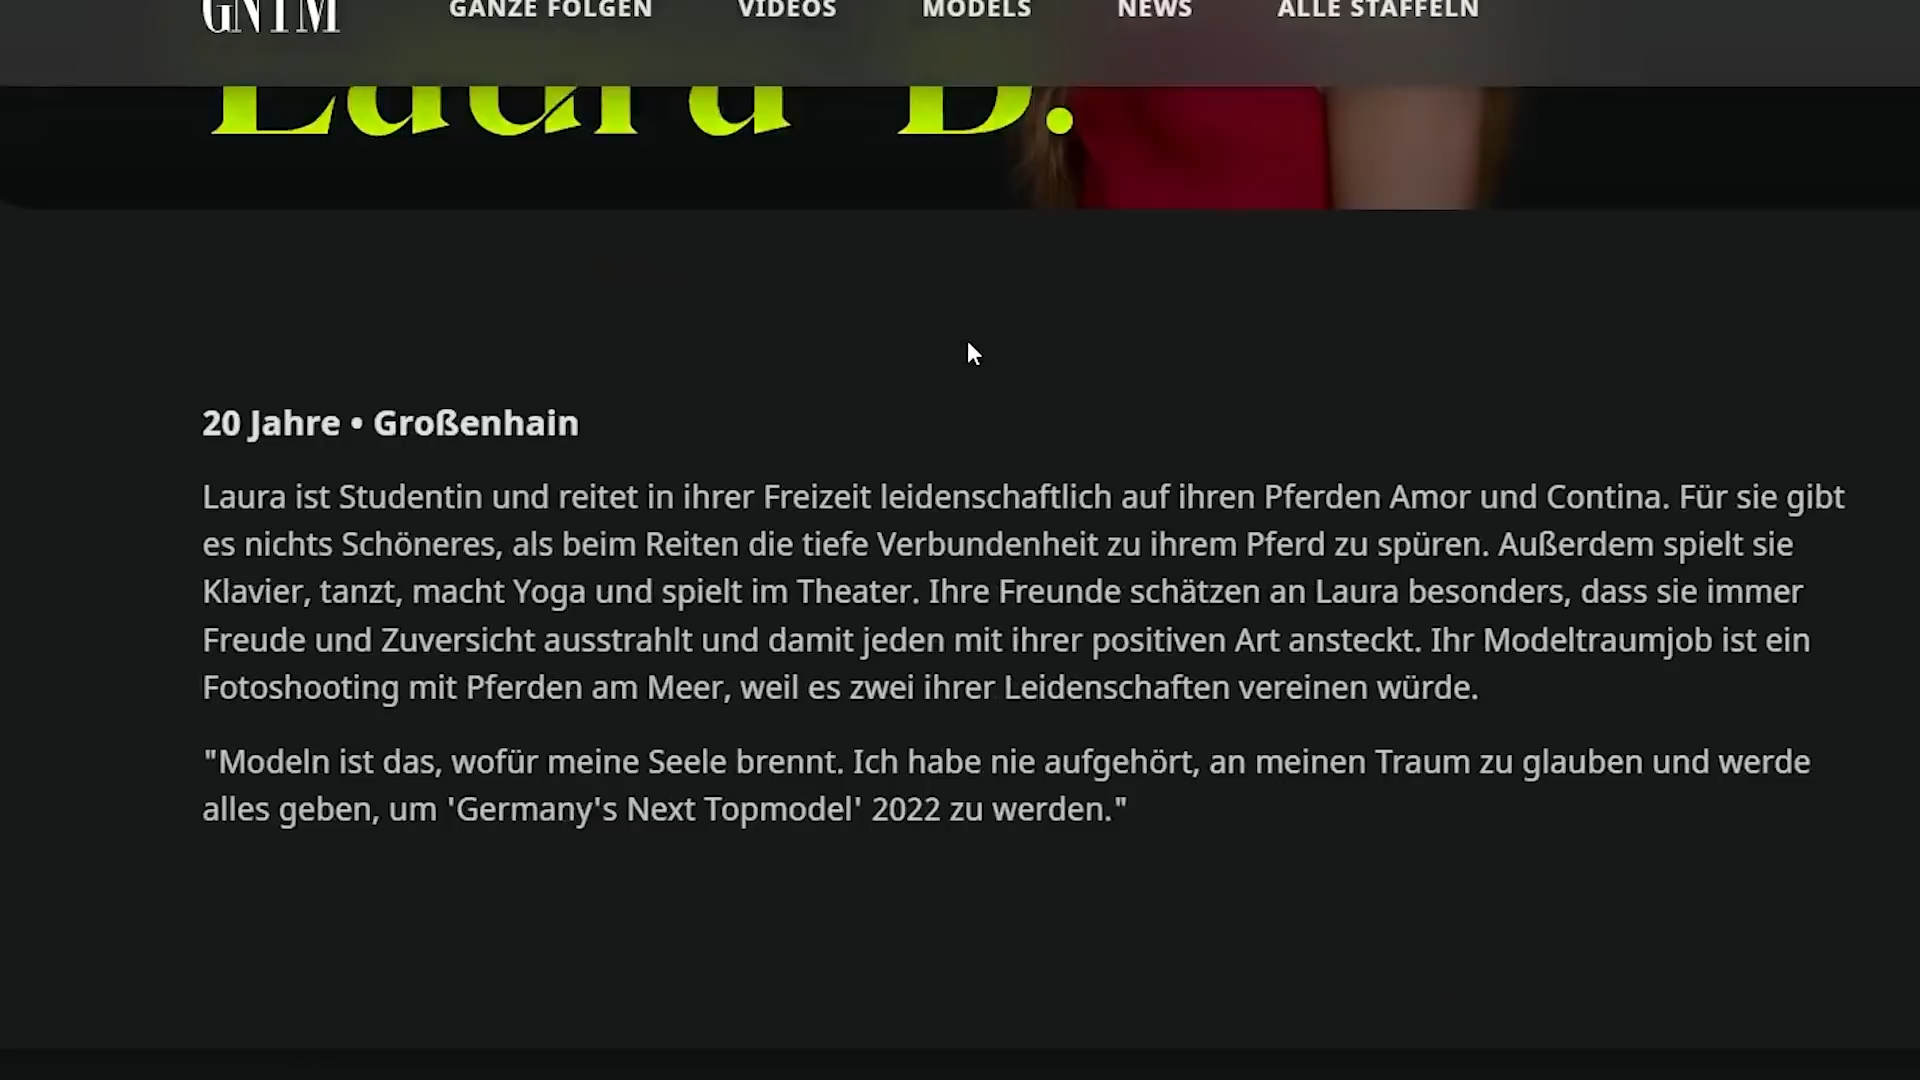 GNTM
GANZE FOLGEN VIDEOS MODELS NEWS ALLE STAFFELN
Laura D.
20 Jahre • Großenhain
Laura ist Studentin und reitet in ihrer Freizeit leidenschaftlich auf ihren Pferden Amor und Contina. Für sie gibt
es nichts Schöneres, als beim Reiten die tiefe Verbundenheit zu ihrem Pferd zu spüren. Außerdem spielt sie
Klavier, tanzt, macht Yoga und spielt im Theater. Ihre Freunde schätzen an Laura besonders, dass sie immer
Freude und Zuversicht ausstrahlt und damit jeden mit ihrer positiven Art ansteckt. Ihr Modeltraumjob ist ein
Fotoshooting mit Pferden am Meer, weil es zwei ihrer Leidenschaften vereinen würde.
"Modeln ist das, wofür meine Seele brennt. Ich habe nie aufgehört, an meinen Traum zu glauben und werde
alles geben, um 'Germany's Next Topmodel' 2022 zu werden."